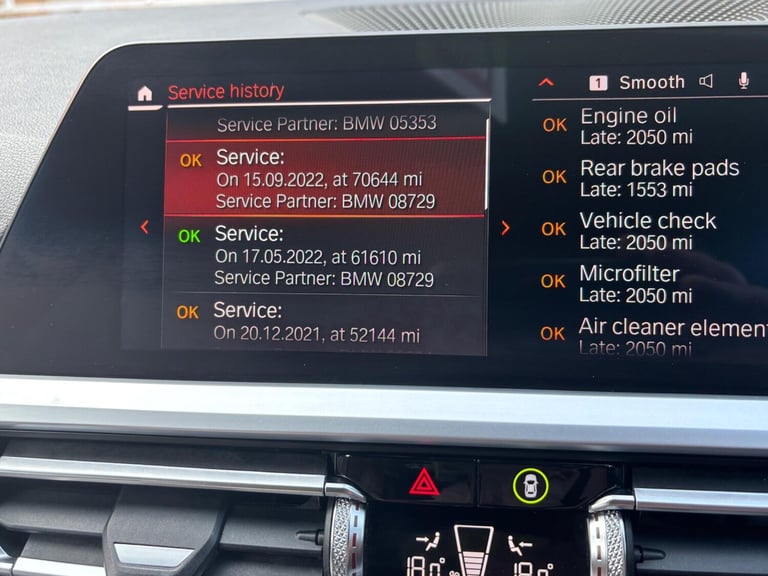 Service history
Service Partner: BMW 05353
OK Service:
On 15.09.2022, at 70644 mi
Service Partner: BMW 08729
OK Service:
On 17.05.2022, at 61610 mi
Service Partner: BMW 08729
OK Service:
On 20.12.2021, at 52144 mi
1 Smooth
OK Engine oil
Late: 2050 mi
OK Rear brake pads
Late: 1553 mi
OK Vehicle check
Late: 2050 mi
OK Microfilter
Late: 2050 mi
OK Air cleaner elemen
Late: 2050 mi